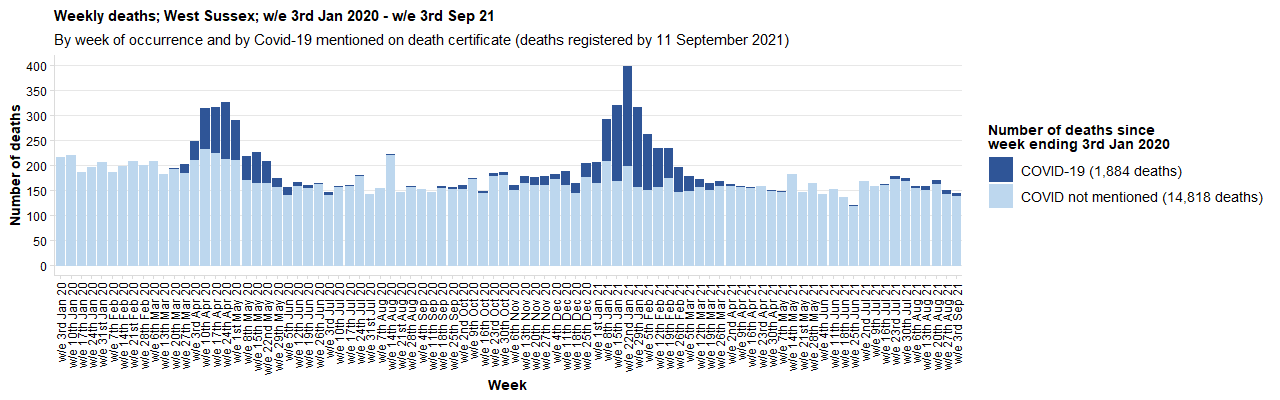 Weekly deaths; West Sussex; w/e 3rd Jan 2020 - w/e 3rd Sep 21
By week of occurrence and by Covid-19 mentioned on death certificate (deaths registered by 11 September 2021)
Number of deaths
400
350
300
250
200
150
100
50
0
w/e 3rd Jan 20
w/e 10th Jan 20
w/e 17th Jan 20
w/e 24th Jan 20
w/e 31st Jan 20
w/e 7th Feb 20
w/e 14th Feb 20
w/e 21st Feb 20
w/e 28th Feb 20
w/e 6th Mar 20
w/e 13th Mar 20
w/e 20th Mar 20
w/e 27th Mar 20
w/e 3rd Apr 20
w/e 10th Apr 20
w/e 17th Apr 20
w/e 24th Apr 20
w/e 1st May 20
w/e 8th May 20
w/e 15th May 20
w/e 22nd May 20
w/e 29th May 20
w/e 5th Jun 20
w/e 12th Jun 20
w/e 19th Jun 20
w/e 26th Jun 20
w/e 3rd Jul 20
w/e 10th Jul 20
w/e 17th Jul 20
w/e 24th Jul 20
w/e 31st Jul 20
w/e 7th Aug 20
w/e 14th Aug 20
w/e 21st Aug 20
w/e 28th Aug 20
w/e 4th Sep 20
w/e 11th Sep 20
w/e 18th Sep 20
w/e 25th Sep 20
w/e 2nd Oct 20
w/e 9th Oct 20
w/e 16th Oct 20
w/e 23rd Oct 20
w/e 30th Oct 20
w/e 6th Nov 20
w/e 13th Nov 20
w/e 20th Nov 20
w/e 27th Nov 20
w/e 4th Dec 20
w/e 11th Dec 20
w/e 18th Dec 20
w/e 25th Dec 20
w/e 1st Jan 21
w/e 8th Jan 21
w/e 15th Jan 21
w/e 22nd Jan 21
w/e 29th Jan 21
w/e 5th Feb 21
w/e 12th Feb 21
w/e 19th Feb 21
w/e 26th Feb 21
w/e 5th Mar 21
w/e 12th Mar 21
w/e 19th Mar 21
w/e 26th Mar 21
w/e 2nd Apr 21
w/e 9th Apr 21
w/e 16th Apr 21
w/e 23rd Apr 21
w/e 30th Apr 21
w/e 7th May 21
w/e 14th May 21
w/e 21st May 21
w/e 28th May 21
w/e 4th Jun 21
w/e 11th Jun 21
w/e 18th Jun 21
w/e 25th Jun 21
w/e 2nd Jul 21
w/e 9th Jul 21
w/e 16th Jul 21
w/e 23rd Jul 21
w/e 30th Jul 21
w/e 6th Aug 21
w/e 13th Aug 21
w/e 20th Aug 21
w/e 27th Aug 21
w/e 3rd Sep 21
Week
Number of deaths since
week ending 3rd Jan 2020
COVID-19 (1,884 deaths)
COVID not mentioned (14,818 deaths)